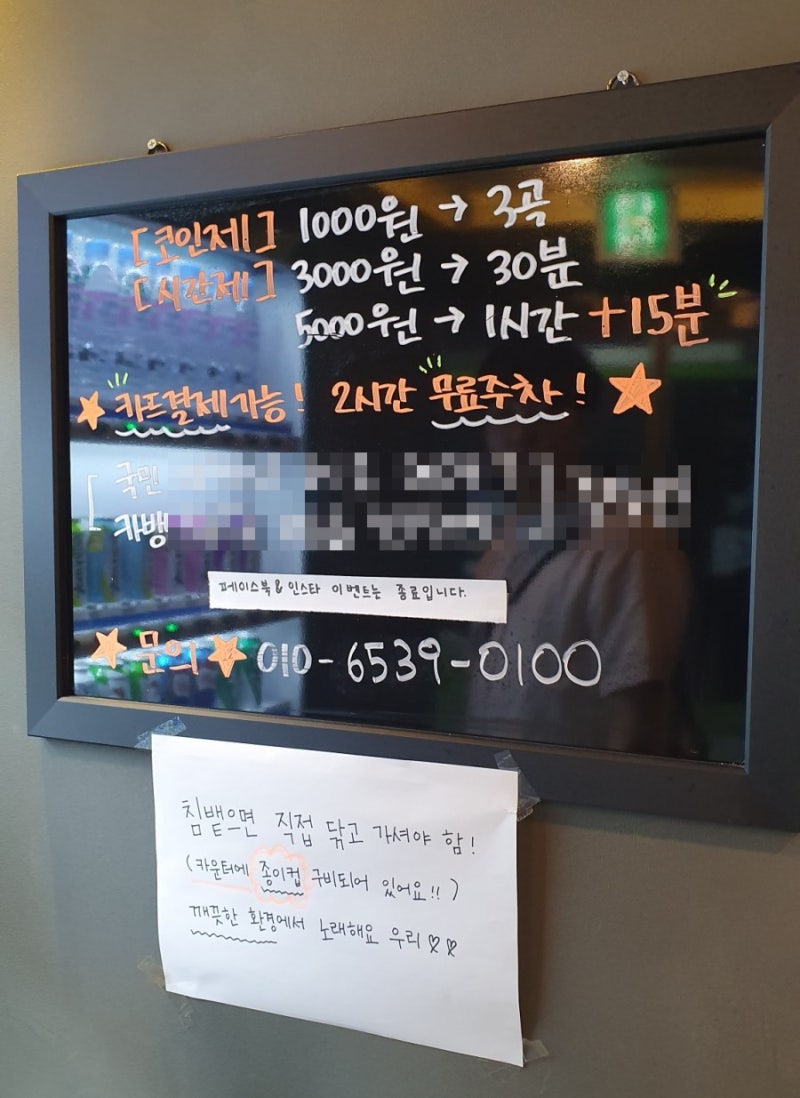 [코인제] 1000원 → 3곡
[시간제] 3000원 → 30분
5000원 → 1시간 +15분
★ 카드결제 가능! 2시간 무료주차! ★
[ 국민
카뱅 ]
페이스북 & 인스타 이벤트는 종료입니다.
★ 문의 ★ 010-6539-0100
침뱉으면 직접 닦고 가셔야 함!
(카운터에 종이컵 구비되어 있어요!!)
깨끗한 환경에서 노래해요 우리♡♡